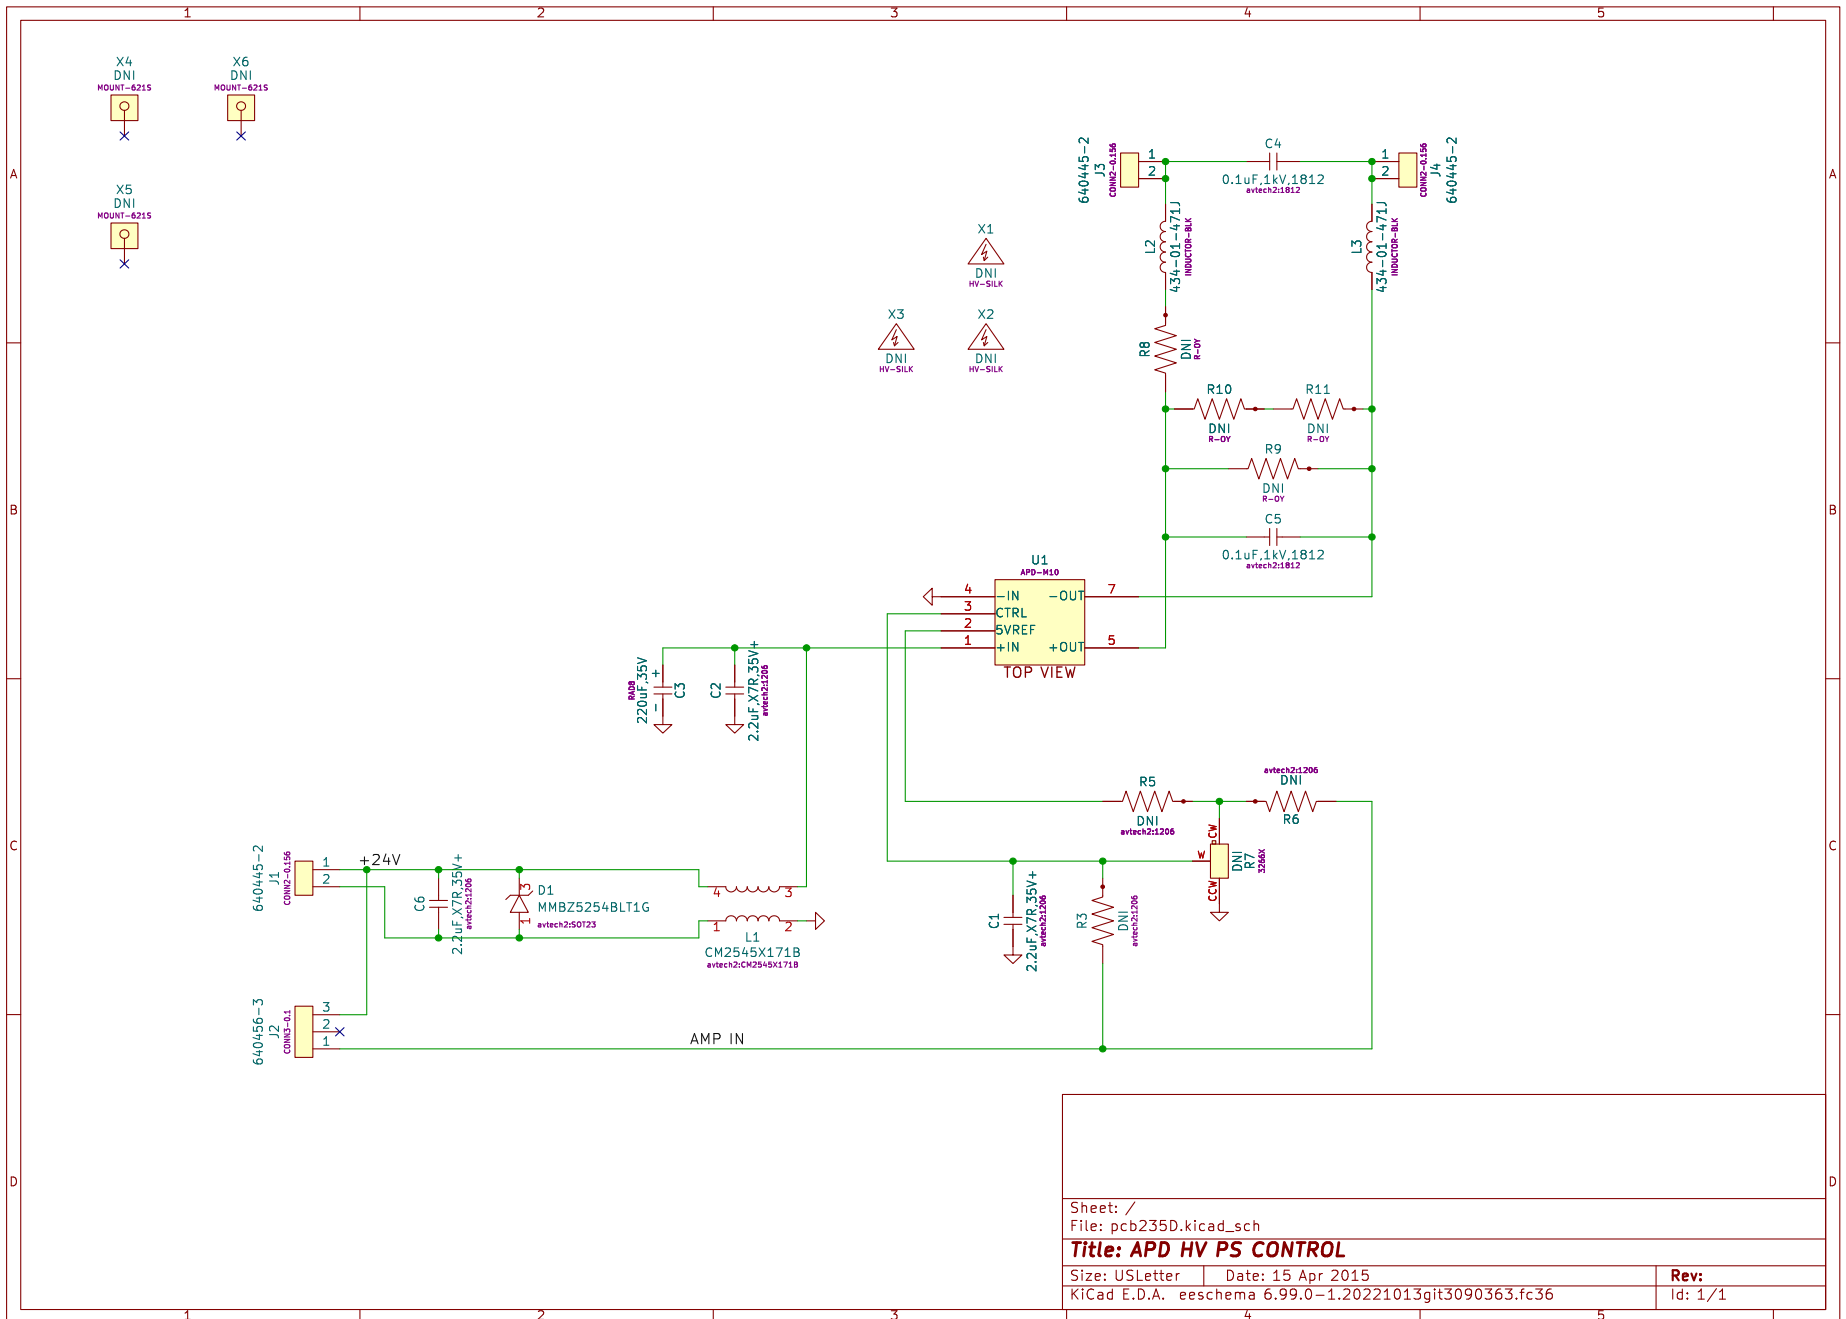 1 2 3 4 5
A
B
C
D
A
B
C
D
1 2 3 4 5
X4
DNI
MOUNT-621S
X6
DNI
MOUNT-621S
X5
DNI
MOUNT-621S
X1
DNI
HV-SILK
X3
DNI
HV-SILK
X2
DNI
HV-SILK
640445-2
J3
CONN2-0.156
1
2
C4
0.1uF,1kV,1812
avtech2:1812
1
2
CONN2-0.156
J4
640445-2
L2
434-01-471J
INDUCTOR-BLK
L3
434-01-471J
INDUCTOR-BLK
R8
DNI
R-OY
R10
DNI
R-OY
R11
DNI
R-OY
R9
DNI
R-OY
C5
0.1uF,1kV,1812
avtech2:1812
U1
APD-M10
4 -IN -OUT 7
3 CTRL
2 5VREF
1 +IN +OUT 5
TOP VIEW
RAD8
220uF,35V
+
-
C3
C2
2.2uF,X7R,35V+
avtech2:1206
R5
DNI
avtech2:1206
avtech2:1206
DNI
R6
CW
W
CCW
DNI
R7
3266X
C1
2.2uF,X7R,35V+
avtech2:1206
R3
DNI
avtech2:1206
640445-2
J1
CONN2-0.156
1
2
+24V
C6
2.2uF,X7R,35V+
avtech2:1206
3
1
D1
MMBZ5254BLT1G
avtech2:SOT23
4 3
1 2
L1
CM2545X171B
avtech2:CM2545X171B
640456-3
J2
CONN3-0.1
3
2
1
AMP IN
Sheet: /
File: pcb235D.kicad_sch
Title: APD HV PS CONTROL
Size: USLetter Date: 15 Apr 2015 Rev:
KiCad E.D.A. eeschema 6.99.0-1.20221013git3090363.fc36 Id: 1/1